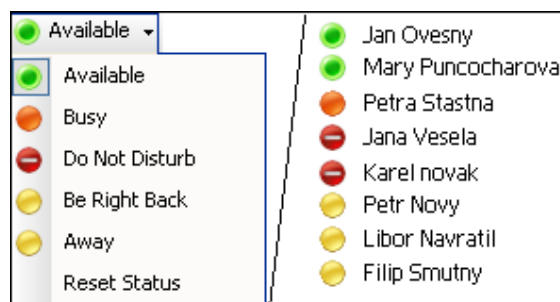 Available
Available
Busy
Do Not Disturb
Be Right Back
Away
Reset Status
Jan Ovesny
Mary Puncocharova
Petra Stastna
Jana Vesela
Karel novak
Petr Novy
Libor Navratil
Filip Smutny